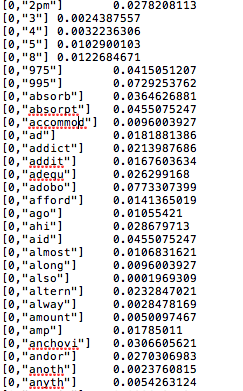 [0,"2pm"] 0.0278208113
[0,"3"] 0.0024387557
[0,"4"] 0.0032236306
[0,"5"] 0.0102900103
[0,"8"] 0.0122684671
[0,"975"] 0.0415051207
[0,"995"] 0.0729253762
[0,"absorb"] 0.0364626881
[0,"absorpt"] 0.0455075247
[0,"accommod"] 0.0096003927
[0,"ad"] 0.0181881386
[0,"addict"] 0.0213987686
[0,"addit"] 0.0167603634
[0,"adequ"] 0.026299168
[0,"adobo"] 0.0773307399
[0,"afford"] 0.0141365019
[0,"ago"] 0.01055421
[0,"ahi"] 0.028679713
[0,"aid"] 0.0455075247
[0,"almost"] 0.0106831621
[0,"along"] 0.0096003927
[0,"also"] 0.0001969309
[0,"altern"] 0.0232847021
[0,"alway"] 0.0028478169
[0,"amount"] 0.0050097467
[0,"amp"] 0.01785011
[0,"anchovi"] 0.0306605621
[0,"andor"] 0.0270306983
[0,"anoth"] 0.0023760815
[0,"anyth"] 0.0054263124